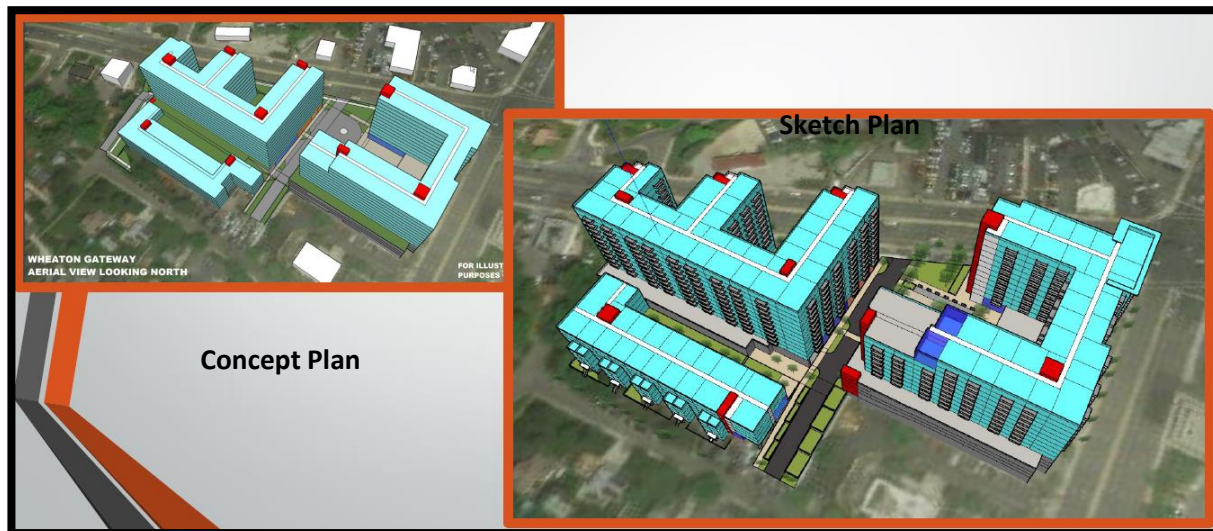 Sketch Plan
WHEATON GATEWAY
AERIAL VIEW LOOKING NORTH
FOR ILLUST
PURPOSES
Concept Plan